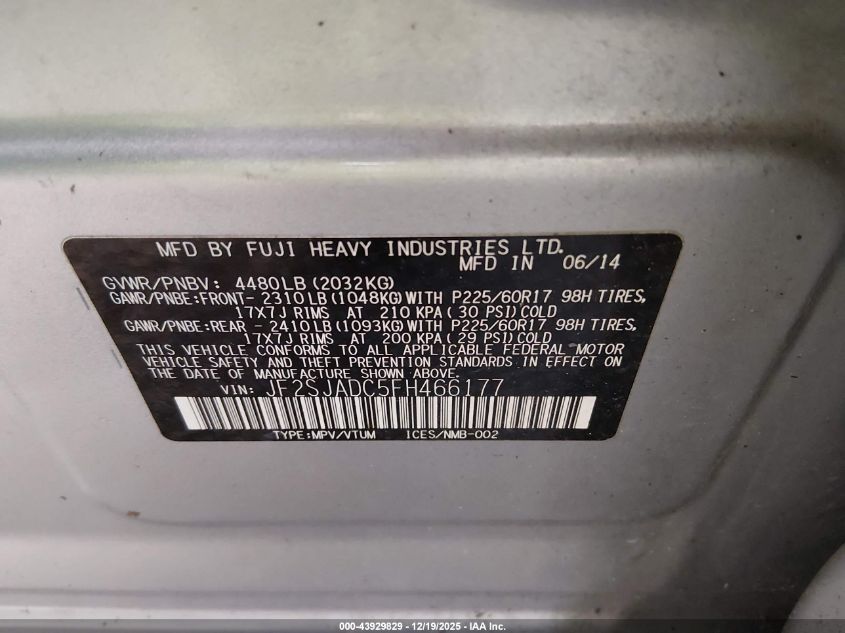 MFD BY FUJI HEAVY INDUSTRIES LTD.
MFD IN 06/14
GVWR/PNBV: 4480LB (2032KG)
GAWR/PNBE:FRONT- 2310LB (1048KG) WITH P225/60R17 98H TIRES,
17X7J RIMS AT 210 KPA ( 30 PSI) COLD
GAWR/PNBE:REAR - 2410LB (1093KG) WITH P225/60R17 98H TIRES,
17X7J RIMS AT 200 KPA ( 29 PSI) COLD
THIS VEHICLE CONFORMS TO ALL APPLICABLE FEDERAL MOTOR
VEHICLE SAFETY AND THEFT PREVENTION STANDARDS IN EFFECT ON
THE DATE OF MANUFACTURE SHOWN ABOVE.
VIN: JF2SJADC5FH466177
TYPE:MPV/VTUM ICES/NMB-002
000-43929829 - 12/19/2025 - IAA Inc.